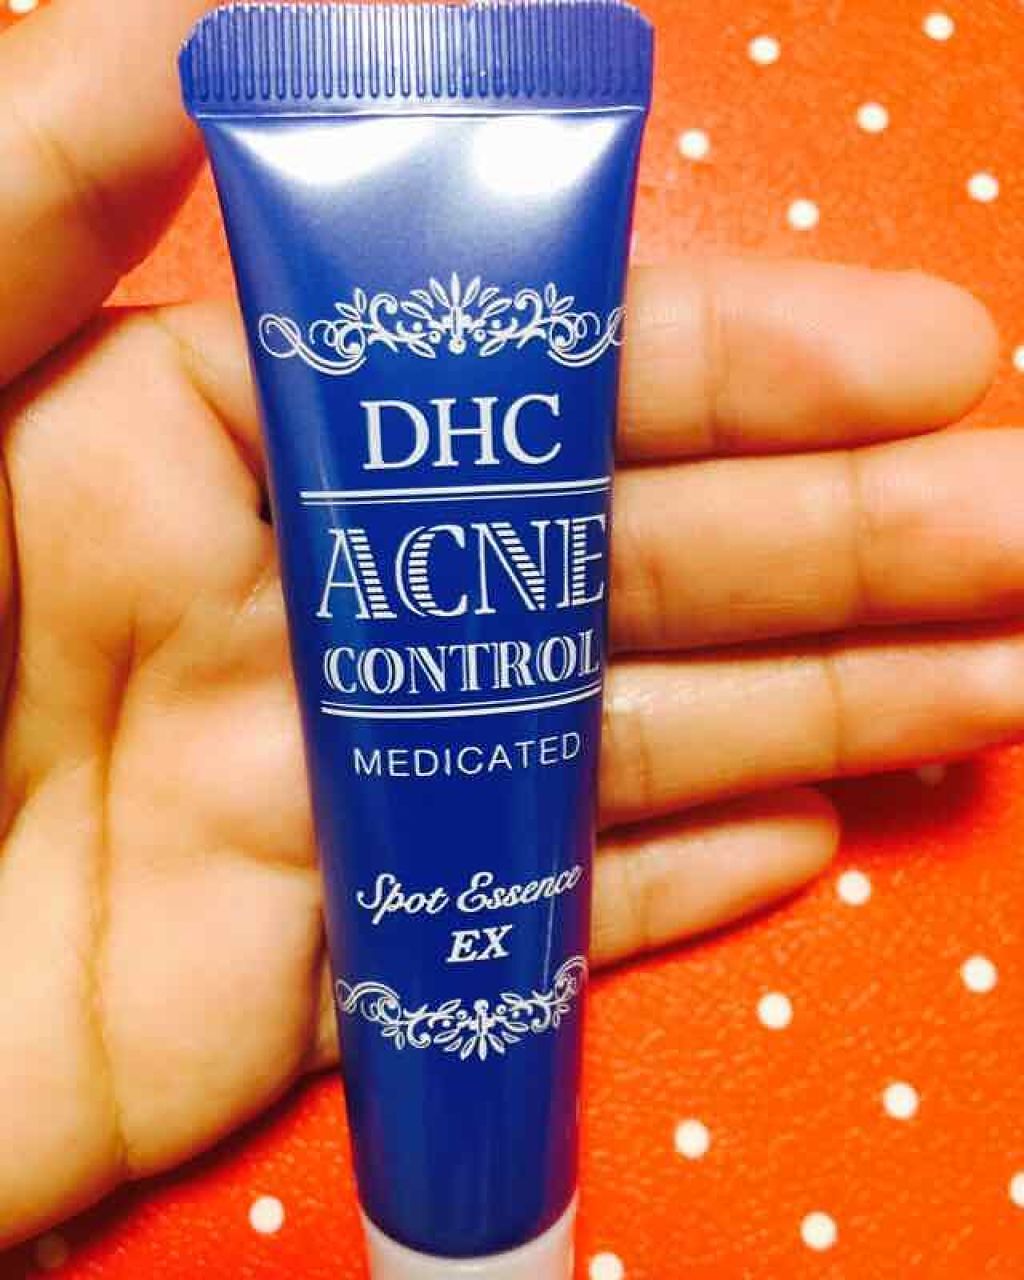 DHC
ACNE
CONTROL
MEDICATED
Spot Essence
EX